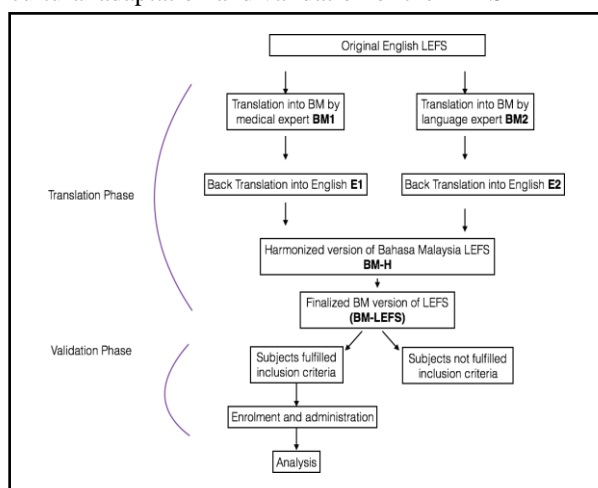 Original English LEFS
Translation into BM by
medical expert BM1
Translation into BM by
language expert BM2
Back Translation into English E1
Back Translation into English E2
Translation Phase
Harmonized version of Bahasa Malaysia LEFS
BM-H
Finalized BM version of LEFS
(BM-LEFS)
Validation Phase
Subjects fulfilled
inclusion criteria
Subjects not fulfilled
inclusion criteria
Enrolment and administration
Analysis